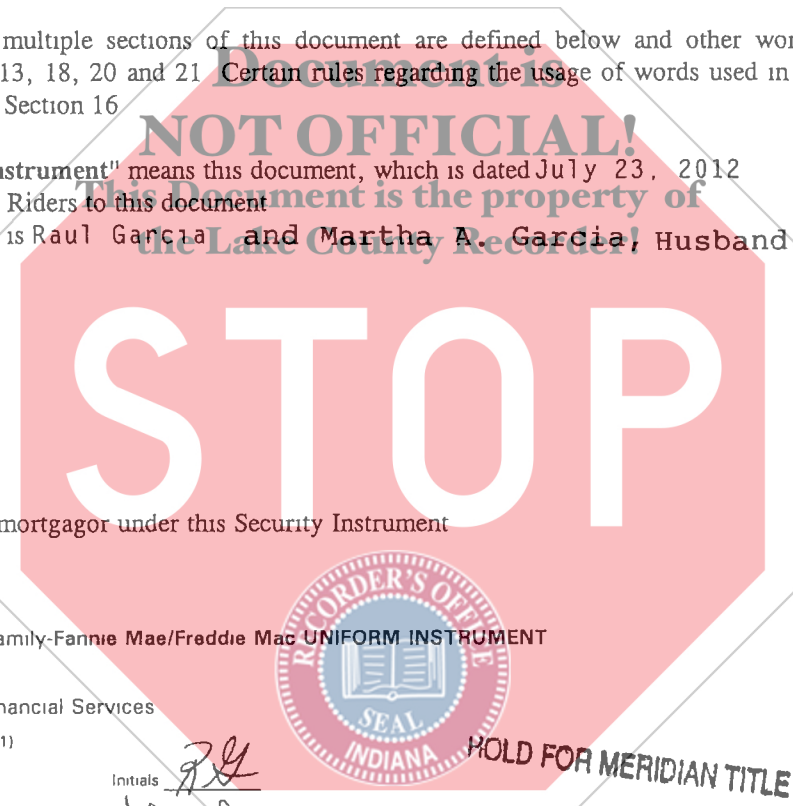 multiple sections of this document are defined below and other wor
Document is
13, 18, 20 and 21 Certain rules regarding the usage of words used in
Section 16
NOT OFFICIAL!
nstrument" means this document, which is dated July 23, 2012
This Document is the property of
Riders to this document
is Raul Garcia and Martha A. Garcia, Husband
the Lake County Recorder!
STOP
mortgagor under this Security Instrument
RECORDER'S OFFICE
amily-Fannie Mae/Freddie Mac UNIFORM INSTRUMENT
nancial Services
1)
SEAL
INDIANA
HOLD FOR MERIDIAN TITLE
Initials RG